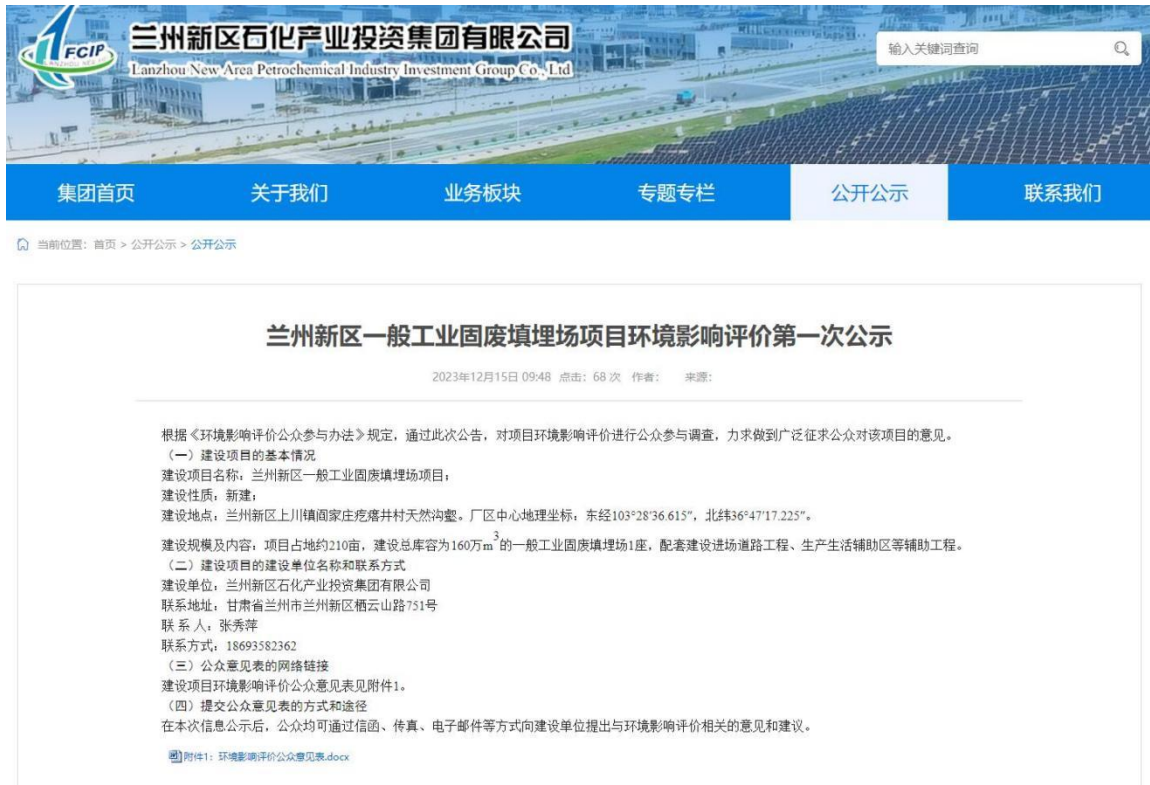 FCIP
LANZHOU NEW AREA
兰州新区石化产业投资集团有限公司
Lanzhou New Area Petrochemical Industry Investment Group Co., Ltd
输入关键词查询
集团首页 关于我们 业务板块 专题专栏 公开公示 联系我们
当前位置：首页 > 公开公示 > 公开公示
兰州新区一般工业固废填埋场项目环境影响评价第一次公示
2023年12月15日 09:48 点击：68 次 作者： 来源：
根据《环境影响评价公众参与办法》规定，通过此次公告，对项目环境影响评价进行公众参与调查，力求做到广泛征求公众对该项目的意见。
（一）建设项目的基本情况
建设项目名称：兰州新区一般工业固废填埋场项目；
建设性质：新建；
建设地点：兰州新区上川镇阎家庄疙瘩井村天然沟壑。厂区中心地理坐标：东经103°28'36.615"，北纬36°47'17.225"。
建设规模及内容：项目占地约210亩，建设总库容为160万m³的一般工业固废填埋场1座，配套建设进场道路工程、生产生活辅助区等辅助工程。
（二）建设项目的建设单位名称和联系方式
建设单位：兰州新区石化产业投资集团有限公司
联系地址：甘肃省兰州市兰州新区栖云山路751号
联 系 人：张秀萍
联系方式：18693582362
（三）公众意见表的网络链接
建设项目环境影响评价公众意见表见附件1。
（四）提交公众意见表的方式和途径
在本次信息公示后，公众均可通过信函、传真、电子邮件等方式向建设单位提出与环境影响评价相关的意见和建议。
附件1：环境影响评价公众意见表.docx